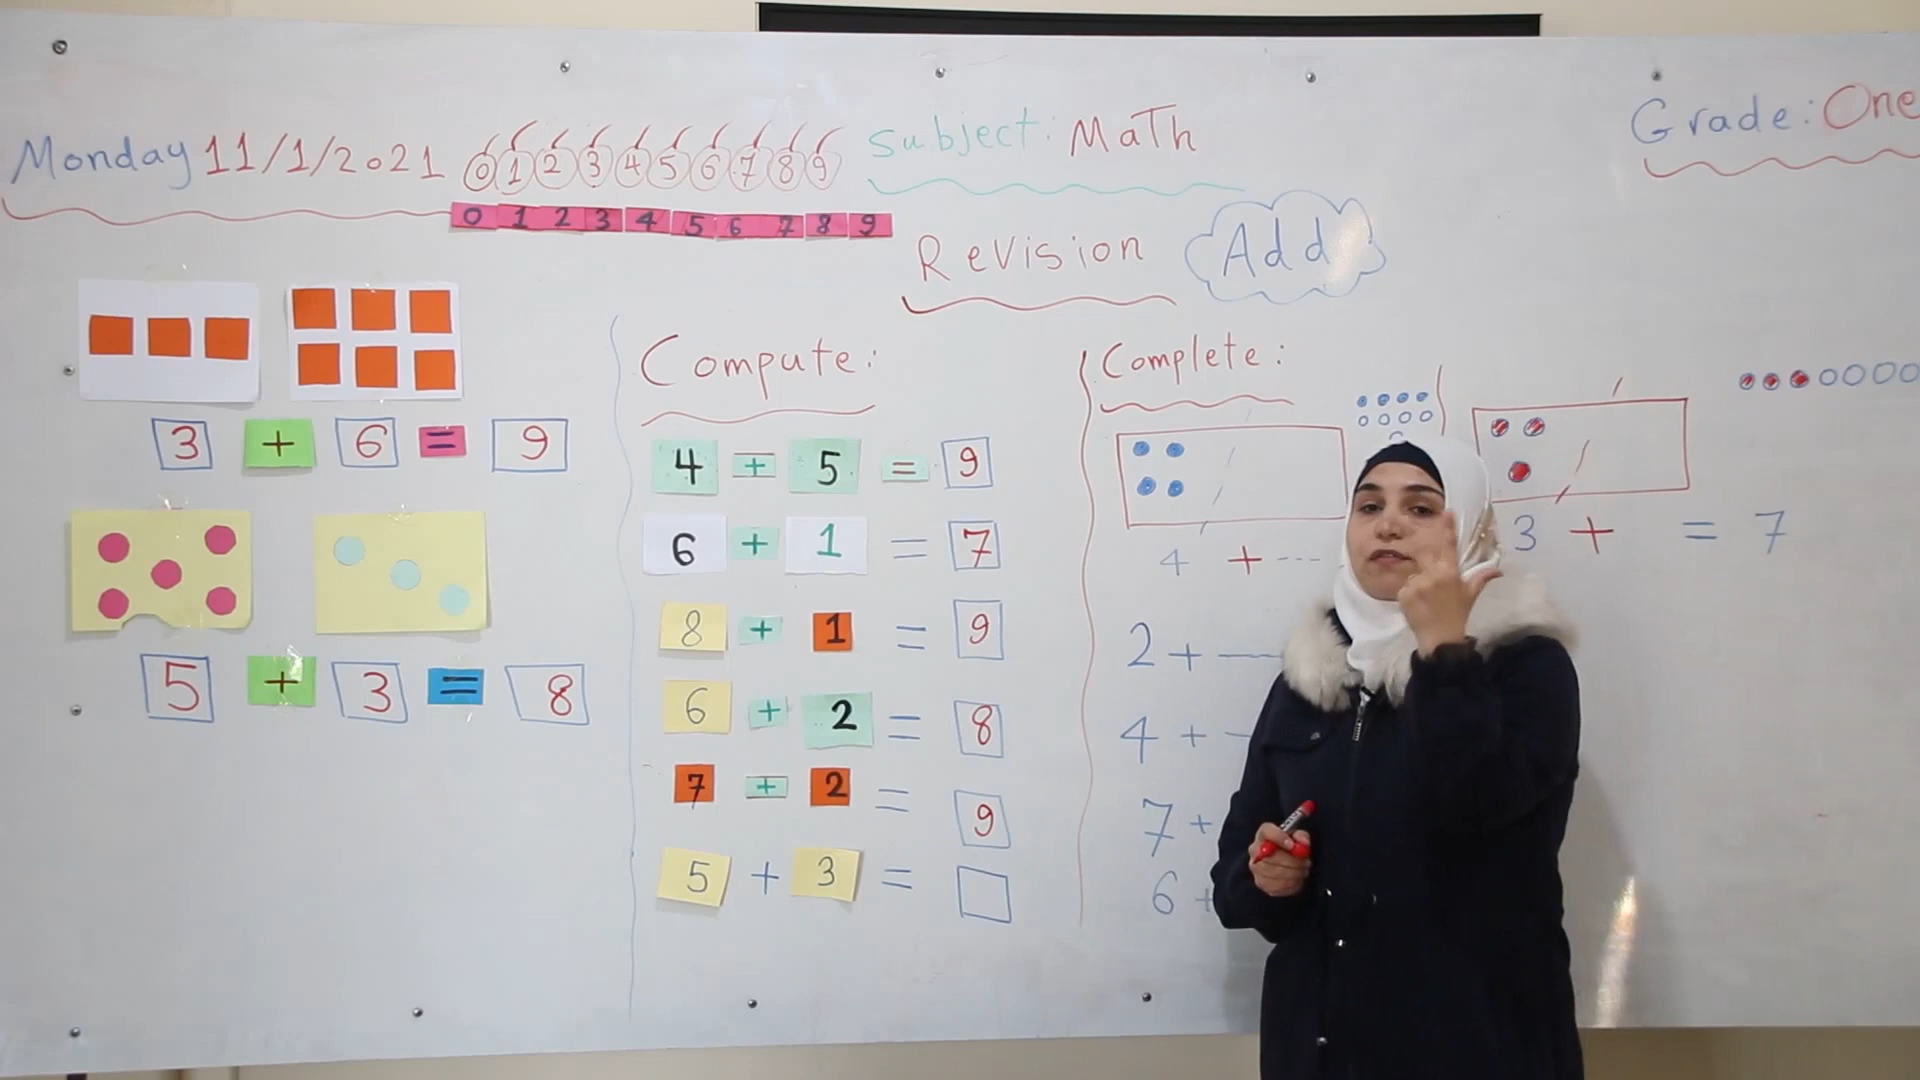 Monday 11/1/2021
0 1 2 3 4 5 6 7 8 9
Subject: Math
Grade: One
0 1 2 3 4 5 6 7 8 9
Revision
Add
3 + 6 = 9
5 + 3 = 8
Compute:
4 + 5 = 9
6 + 1 = 7
8 + 1 = 9
6 + 2 = 8
7 + 2 = 9
5 + 3 =
Complete:
4 + ---
3 + = 7
2 + —
4 + -
7 +
6 +